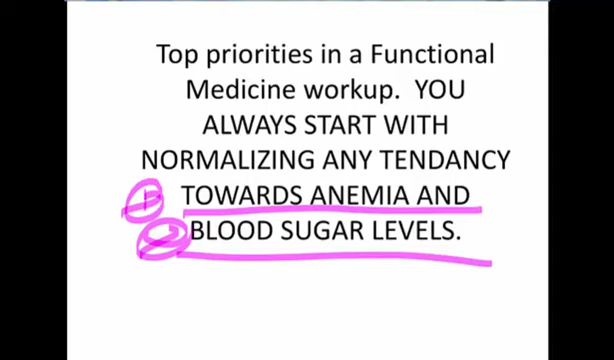 Top priorities in a Functional
Medicine workup.  YOU
ALWAYS START WITH
NORMALIZING ANY TENDANCY
1 TOWARDS ANEMIA AND
2 BLOOD SUGAR LEVELS.